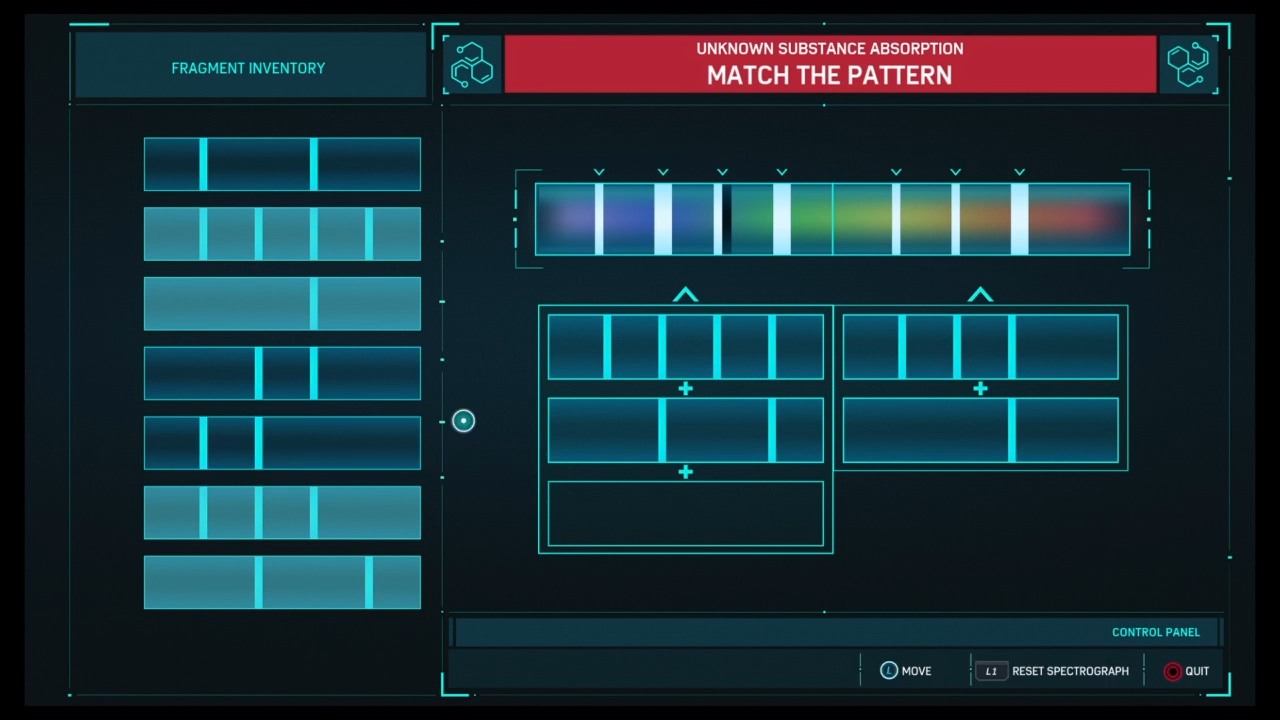 FRAGMENT INVENTORY
UNKNOWN SUBSTANCE ABSORPTION
MATCH THE PATTERN
CONTROL PANEL
L MOVE
L1 RESET SPECTROGRAPH
QUIT